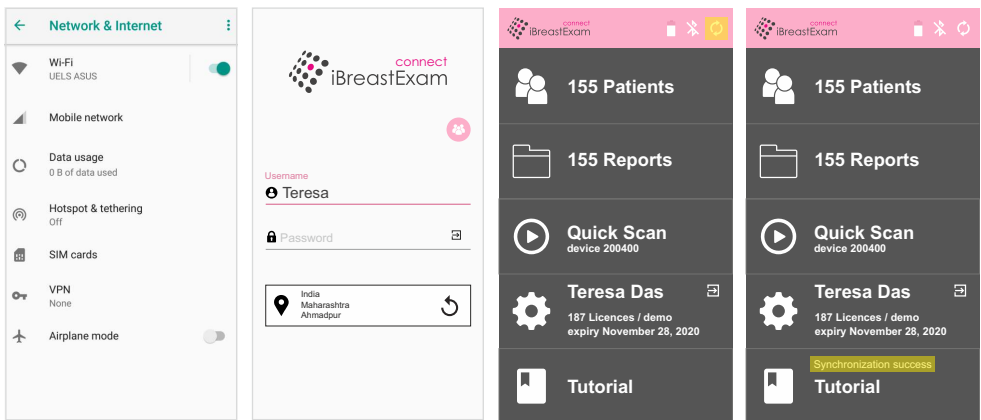 Network & Internet
Wi-Fi
UELS ASUS
Mobile network
Data usage
0 B of data used
Hotspot & tethering
Off
SIM cards
VPN
None
Airplane mode
connect
iBreastExam
Username
Teresa
Password
India
Maharashtra
Ahmadpur
connect
iBreastExam
155 Patients
155 Reports
Quick Scan
device 200400
Teresa Das
187 Licences / demo
expiry November 28, 2020
Tutorial
connect
iBreastExam
155 Patients
155 Reports
Quick Scan
device 200400
Teresa Das
187 Licences / demo
expiry November 28, 2020
Synchronization success
Tutorial